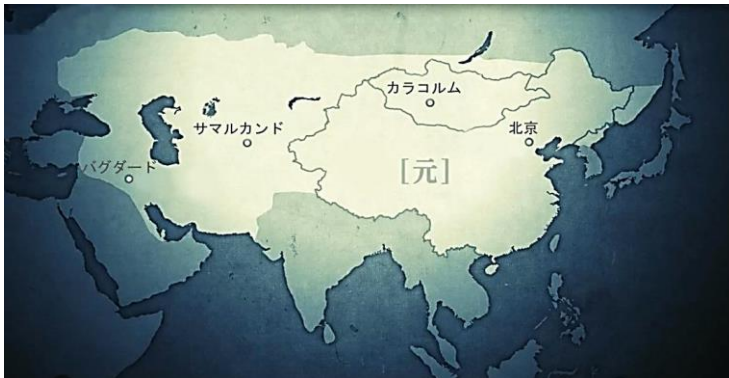 カラコルム
サマルカンド
北京
バグダード
[元]